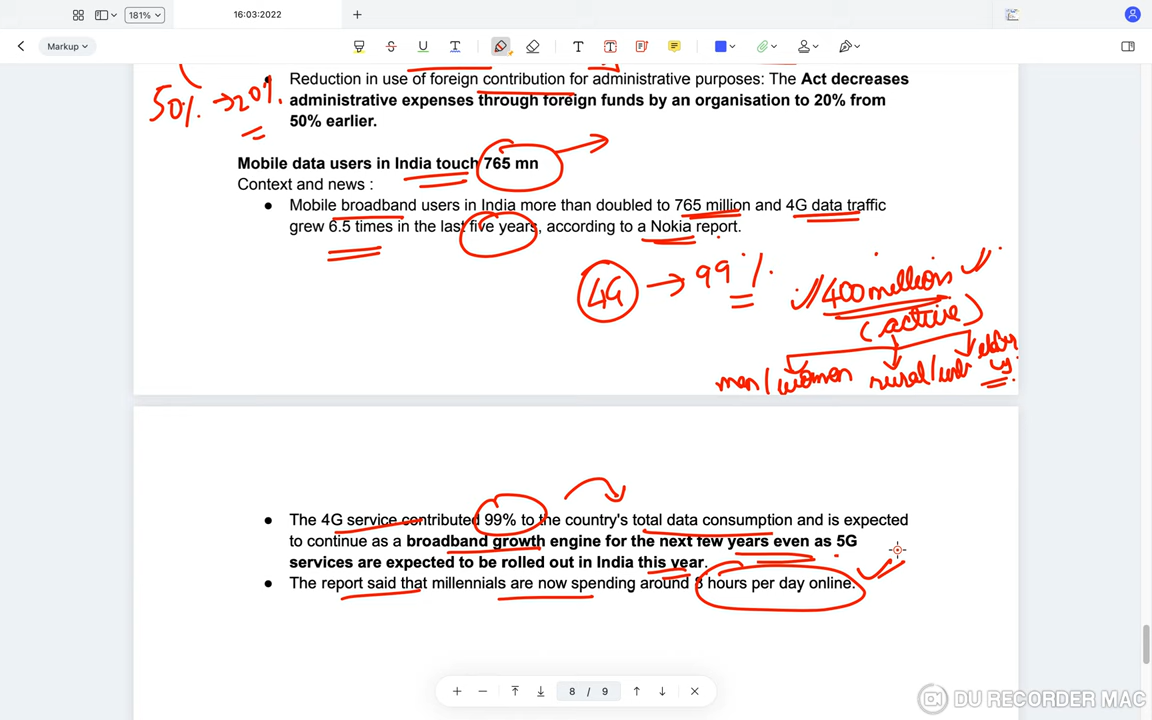 181%
16:03:2022
Markup
Reduction in use of foreign contribution for administrative purposes: The Act decreases
administrative expenses through foreign funds by an organisation to 20% from
50% earlier.
50% → 20%.
Mobile data users in India touch 765 mn
Context and news :
Mobile broadband users in India more than doubled to 765 million and 4G data traffic
grew 6.5 times in the last five years, according to a Nokia report.
4G → 99%
400 million
(active)
men/women rural/
The 4G service contributed 99% to the country's total data consumption and is expected
to continue as a broadband growth engine for the next few years even as 5G
services are expected to be rolled out in India this year.
The report said that millennials are now spending around 8 hours per day online.
8 / 9
DU RECORDER MAC